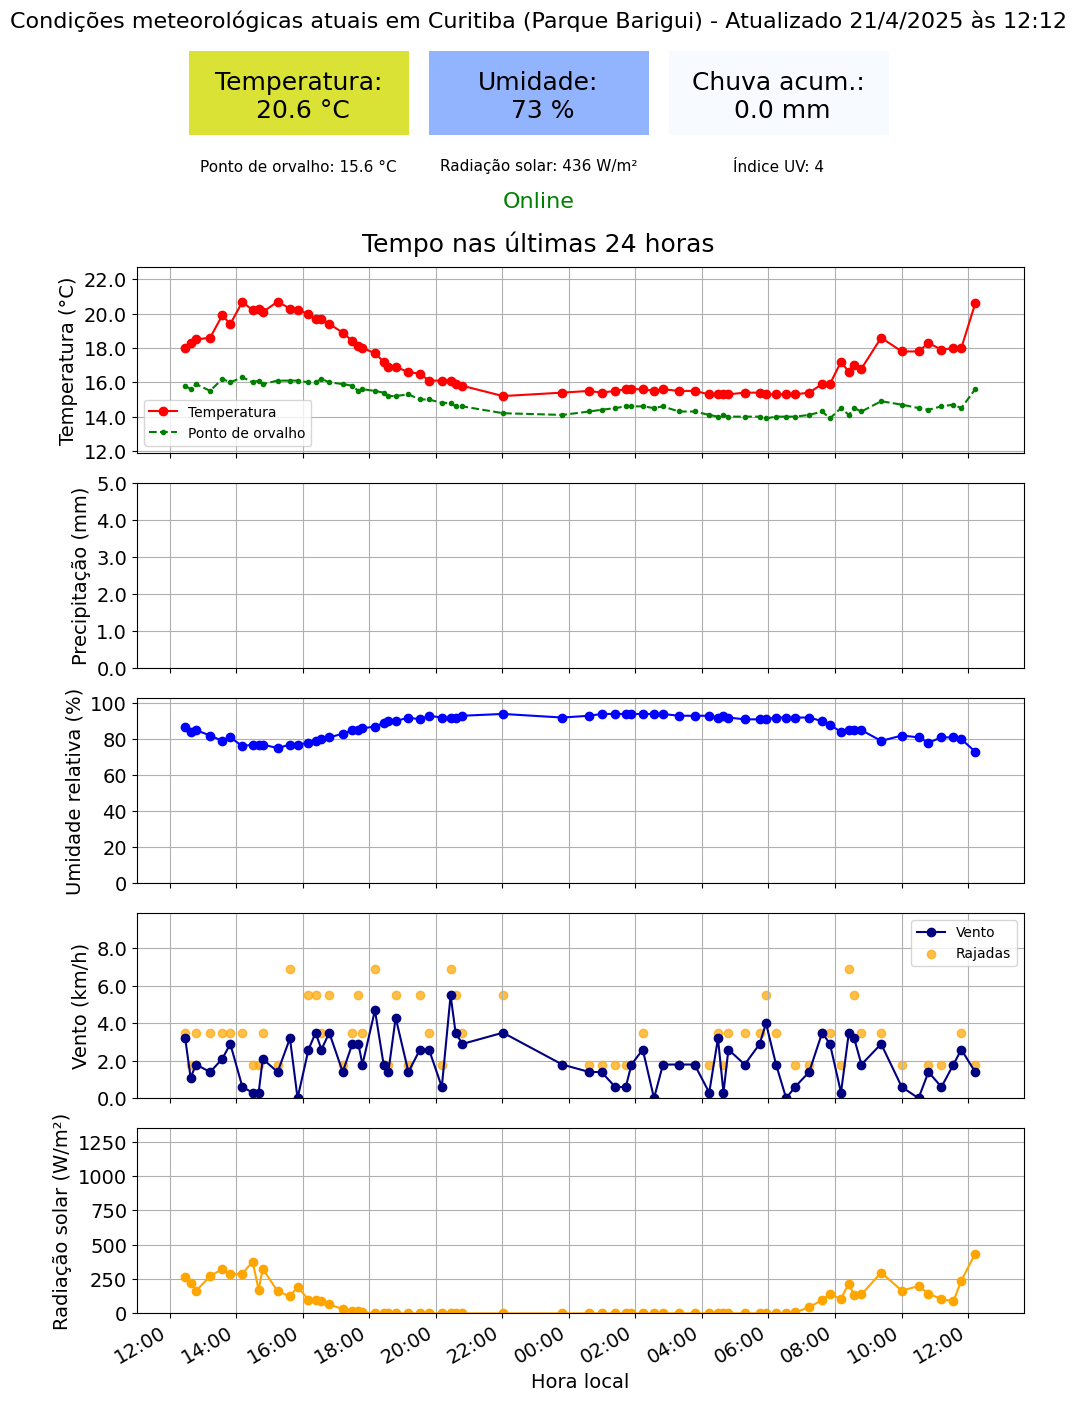 Condições meteorológicas atuais em Curitiba (Parque Barigui) - Atualizado 21/4/2025 às 12:12
Temperatura:
20.6 °C
Umidade:
73 %
Chuva acum.:
0.0 mm
Ponto de orvalho: 15.6 °C
Radiação solar: 436 W/m²
Índice UV: 4
Online
Tempo nas últimas 24 horas
Temperatura (°C)
22.0
20.0
18.0
16.0
14.0
12.0
Temperatura
Ponto de orvalho
Precipitação (mm)
5.0
4.0
3.0
2.0
1.0
0.0
Umidade relativa (%)
100
80
60
40
20
0
Vento (km/h)
8.0
6.0
4.0
2.0
0.0
Vento
Rajadas
Radiação solar (W/m²)
1250
1000
750
500
250
0
12:00
14:00
16:00
18:00
20:00
22:00
00:00
02:00
04:00
06:00
08:00
10:00
12:00
Hora local